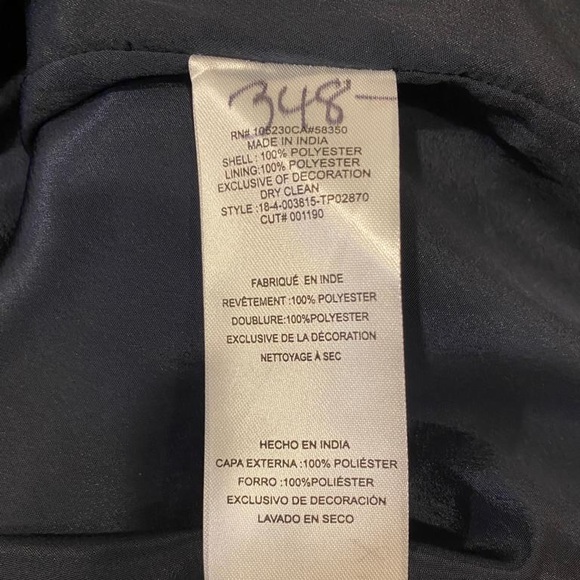 348-
RN# 105230CA#58350
MADE IN INDIA
SHELL : 100% POLYESTER
LINING:100% POLYESTER
EXCLUSIVE OF DECORATION
DRY CLEAN
STYLE :18-4-003815-TP02870
CUT# 001190
FABRIQUÉ EN INDE
REVÊTEMENT :100% POLYESTER
DOUBLURE:100%POLYESTER
EXCLUSIVE DE LA DÉCORATION
NETTOYAGE À SEC
HECHO EN INDIA
CAPA EXTERNA :100% POLIÉSTER
FORRO :100% POLIÉSTER
EXCLUSIVO DE DECORACIÓN
LAVADO EN SECO